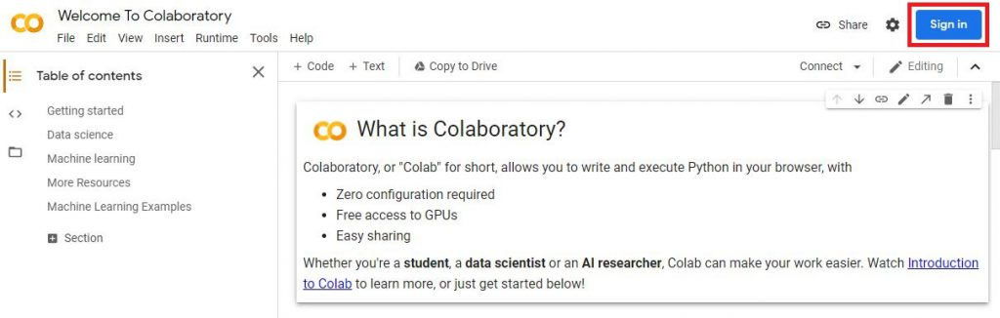 Welcome To Colaboratory
File Edit View Insert Runtime Tools Help
Share
Sign in
Table of contents
Getting started
Data science
Machine learning
More Resources
Machine Learning Examples
Section
+ Code + Text Copy to Drive
Connect
Editing
CO What is Colaboratory?
Colaboratory, or "Colab" for short, allows you to write and execute Python in your browser, with
• Zero configuration required
• Free access to GPUs
• Easy sharing
Whether you're a student, a data scientist or an AI researcher, Colab can make your work easier. Watch Introduction
to Colab to learn more, or just get started below!